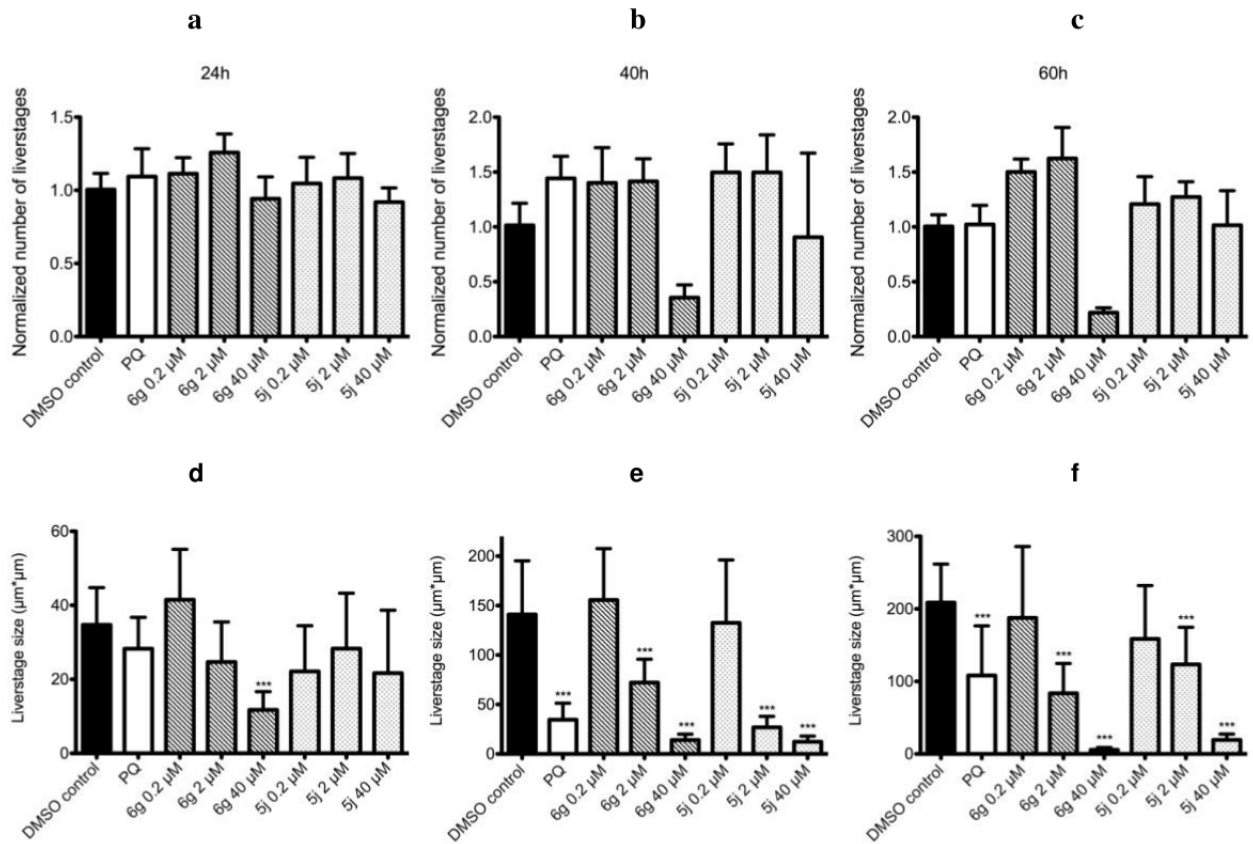 a
24h
Normalized number of liverstages
1.5
1.0
0.5
0.0
DMSO control
PQ
6g 0.2 µM
6g 2 µM
6g 40 µM
5j 0.2 µM
5j 2 µM
5j 40 µM
b
40h
Normalized number of liverstages
2.0
1.5
1.0
0.5
0.0
DMSO control
PQ
6g 0.2 µM
6g 2 µM
6g 40 µM
5j 0.2 µM
5j 2 µM
5j 40 µM
c
60h
Normalized number of liverstages
2.0
1.5
1.0
0.5
0.0
DMSO control
PQ
6g 0.2 µM
6g 2 µM
6g 40 µM
5j 0.2 µM
5j 2 µM
5j 40 µM
d
Liverstage size (µm*µm)
60
40
20
0
***
DMSO control
PQ
6g 0.2 µM
6g 2 µM
6g 40 µM
5j 0.2 µM
5j 2 µM
5j 40 µM
e
Liverstage size (µm*µm)
200
150
100
50
0
***
***
***
***
***
DMSO control
PQ
6g 0.2 µM
6g 2 µM
6g 40 µM
5j 0.2 µM
5j 2 µM
5j 40 µM
f
Liverstage size (µm*µm)
300
200
100
0
***
***
***
***
***
DMSO control
PQ
6g 0.2 µM
6g 2 µM
6g 40 µM
5j 0.2 µM
5j 2 µM
5j 40 µM